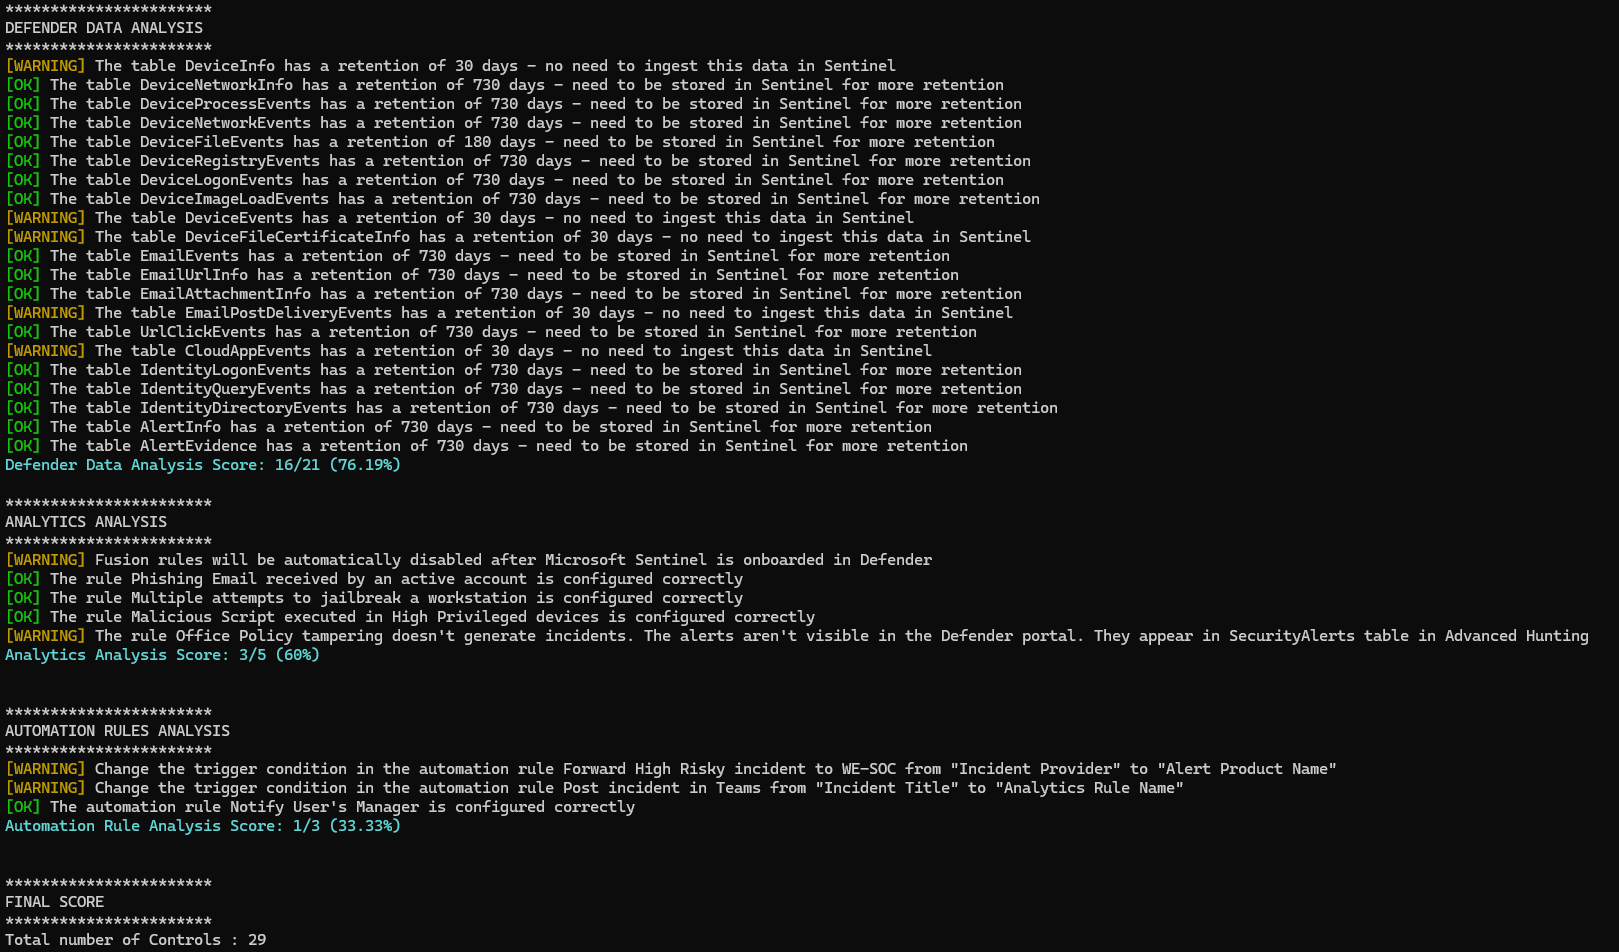 ***********************
DEFENDER DATA ANALYSIS
***********************
[WARNING] The table DeviceInfo has a retention of 30 days - no need to ingest this data in Sentinel
[OK] The table DeviceNetworkInfo has a retention of 730 days - need to be stored in Sentinel for more retention
[OK] The table DeviceProcessEvents has a retention of 730 days - need to be stored in Sentinel for more retention
[OK] The table DeviceNetworkEvents has a retention of 730 days - need to be stored in Sentinel for more retention
[OK] The table DeviceFileEvents has a retention of 180 days - need to be stored in Sentinel for more retention
[OK] The table DeviceRegistryEvents has a retention of 730 days - need to be stored in Sentinel for more retention
[OK] The table DeviceLogonEvents has a retention of 730 days - need to be stored in Sentinel for more retention
[OK] The table DeviceImageLoadEvents has a retention of 730 days - need to be stored in Sentinel for more retention
[WARNING] The table DeviceEvents has a retention of 30 days - no need to ingest this data in Sentinel
[WARNING] The table DeviceFileCertificateInfo has a retention of 30 days - no need to ingest this data in Sentinel
[OK] The table EmailEvents has a retention of 730 days - need to be stored in Sentinel for more retention
[OK] The table EmailUrlInfo has a retention of 730 days - need to be stored in Sentinel for more retention
[OK] The table EmailAttachmentInfo has a retention of 730 days - need to be stored in Sentinel for more retention
[WARNING] The table EmailPostDeliveryEvents has a retention of 30 days - no need to ingest this data in Sentinel
[OK] The table UrlClickEvents has a retention of 730 days - need to be stored in Sentinel for more retention
[WARNING] The table CloudAppEvents has a retention of 30 days - no need to ingest this data in Sentinel
[OK] The table IdentityLogonEvents has a retention of 730 days - need to be stored in Sentinel for more retention
[OK] The table IdentityQueryEvents has a retention of 730 days - need to be stored in Sentinel for more retention
[OK] The table IdentityDirectoryEvents has a retention of 730 days - need to be stored in Sentinel for more retention
[OK] The table AlertInfo has a retention of 730 days - need to be stored in Sentinel for more retention
[OK] The table AlertEvidence has a retention of 730 days - need to be stored in Sentinel for more retention
Defender Data Analysis Score: 16/21 (76.19%)
***********************
ANALYTICS ANALYSIS
***********************
[WARNING] Fusion rules will be automatically disabled after Microsoft Sentinel is onboarded in Defender
[OK] The rule Phishing Email received by an active account is configured correctly
[OK] The rule Multiple attempts to jailbreak a workstation is configured correctly
[OK] The rule Malicious Script executed in High Privileged devices is configured correctly
[WARNING] The rule Office Policy tampering doesn't generate incidents. The alerts aren't visible in the Defender portal. They appear in SecurityAlerts table in Advanced Hunting
Analytics Analysis Score: 3/5 (60%)
***********************
AUTOMATION RULES ANALYSIS
***********************
[WARNING] Change the trigger condition in the automation rule Forward High Risky incident to WE-SOC from "Incident Provider" to "Alert Product Name"
[WARNING] Change the trigger condition in the automation rule Post incident in Teams from "Incident Title" to "Analytics Rule Name"
[OK] The automation rule Notify User's Manager is configured correctly
Automation Rule Analysis Score: 1/3 (33.33%)
***********************
FINAL SCORE
***********************
Total number of Controls : 29